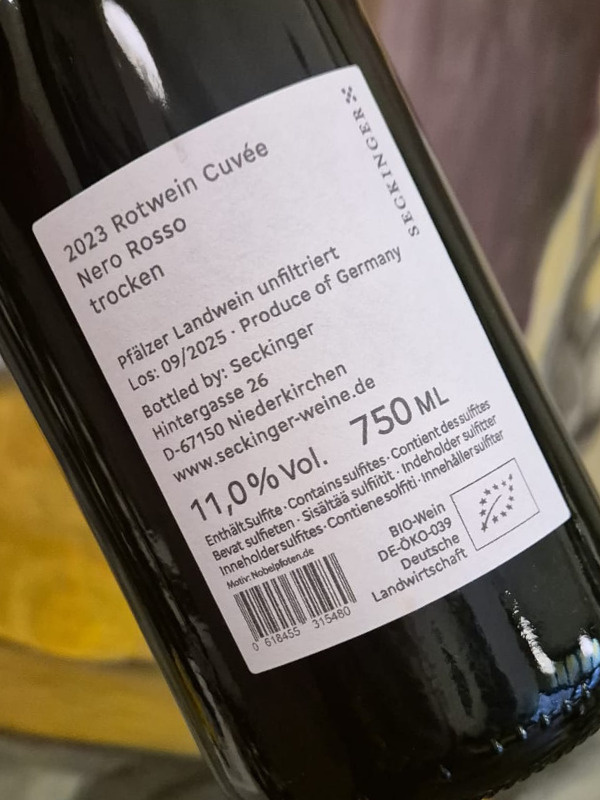 SECKINGER
2023 Rotwein Cuvée
Nero Rosso
trocken
Pfälzer Landwein unfiltriert
Los: 09/2025 · Produce of Germany
Bottled by: Seckinger
Hintergasse 26
D-67150 Niederkirchen
www.seckinger-weine.de
11,0% Vol. 750 ML
Enthält Sulfite · Contains sulfites · Contient des sulfites
Bevat sulfieten · Sisältää sulfiitit · Indeholder sulfitter
Inneholder sulfites · Contiene solfiti · Innehåller sulfiter
Motiv: Nobelpfoten.de
0 618455 315480
BIO-Wein
DE-ÖKO-039
Deutsche
Landwirtschaft